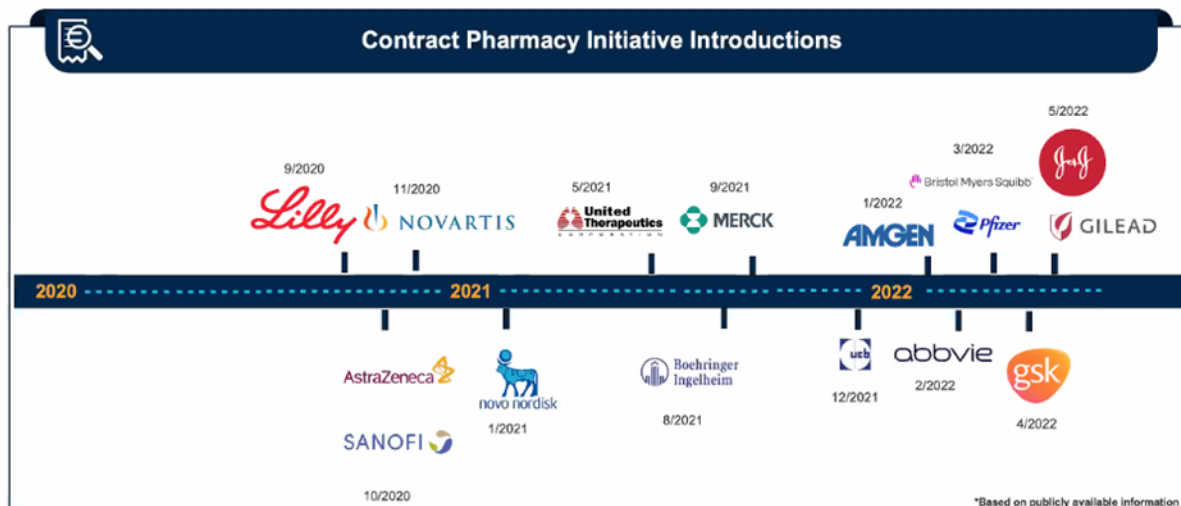 Contract Pharmacy Initiative Introductions
5/2022
J&J
3/2022
Bristol Myers Squibb
9/2020
Lilly
11/2020
NOVARTIS
5/2021
United
Therapeutics
CORPORATION
9/2021
MERCK
1/2022
AMGEN
Pfizer
GILEAD
2020
2021
2022
AstraZeneca
SANOFI
10/2020
novo nordisk
1/2021
Boehringer
Ingelheim
8/2021
ucb
12/2021
abbvie
2/2022
gsk
4/2022
*Based on publicly available information